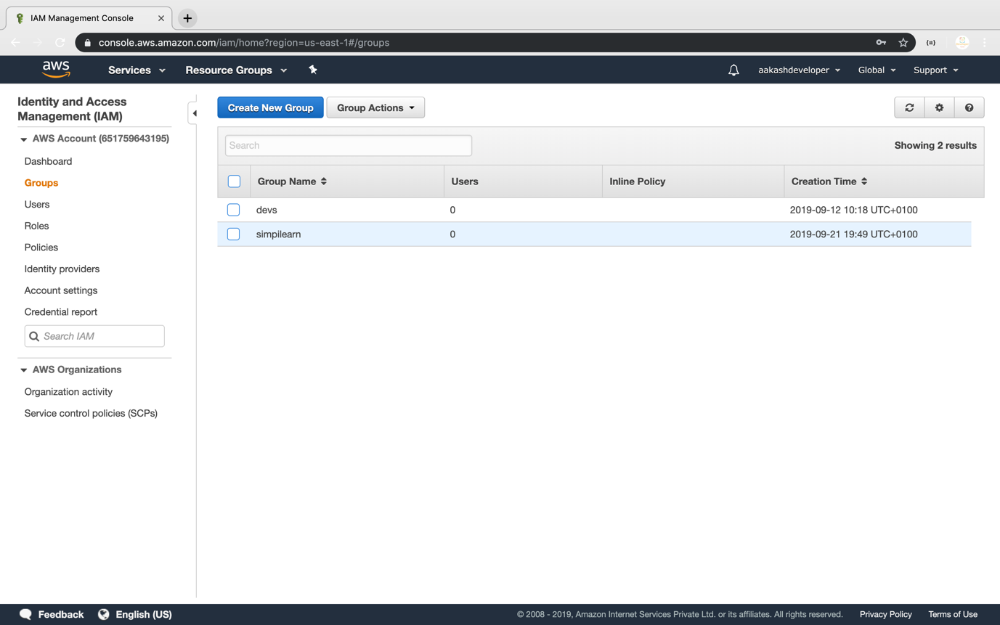 IAM Management Console
console.aws.amazon.com/iam/home?region=us-east-1#/groups
aws Services Resource Groups aakashdeveloper Global Support
Identity and Access
Management (IAM)
AWS Account (651759643195)
Dashboard
Groups
Users
Roles
Policies
Identity providers
Account settings
Credential report
Search IAM
AWS Organizations
Organization activity
Service control policies (SCPs)
Create New Group Group Actions
Search Showing 2 results
Group Name Users Inline Policy Creation Time
devs 0 2019-09-12 10:18 UTC+0100
simpilearn 0 2019-09-21 19:49 UTC+0100
Feedback English (US) © 2008 - 2019, Amazon Internet Services Private Ltd. or its affiliates. All rights reserved. Privacy Policy Terms of Use